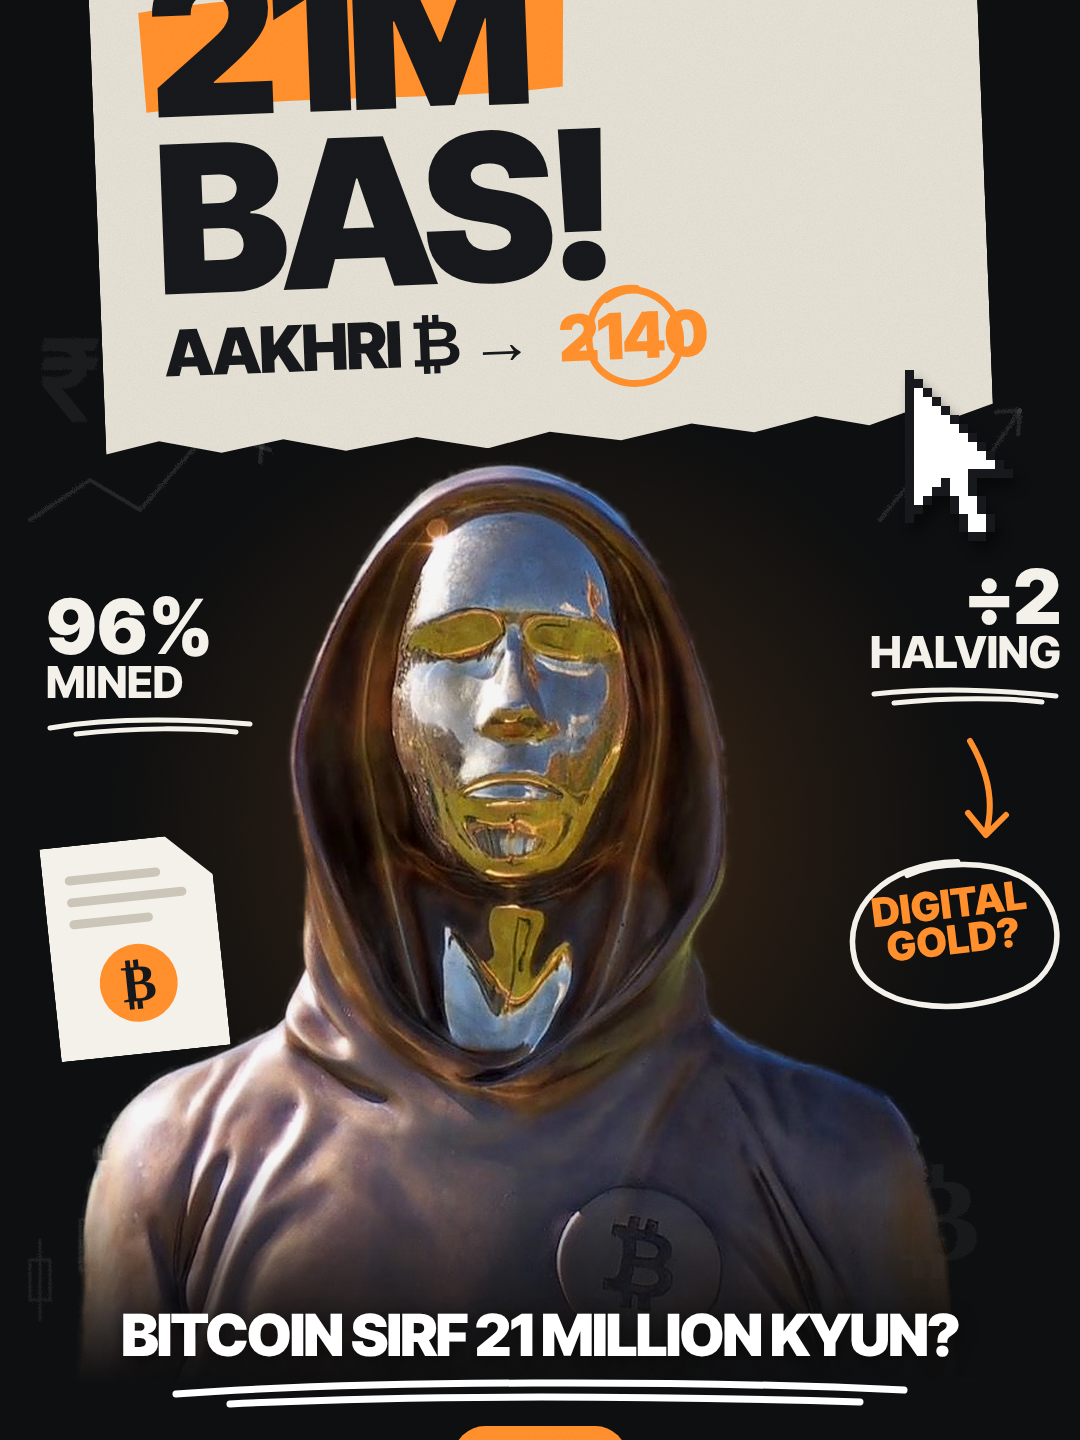 21M
BAS!
AAKHRI ₿ → 2140
₹
96%
MINED
÷2
HALVING
DIGITAL
GOLD?
₿
₿
₿
BITCOIN SIRF 21 MILLION KYUN?